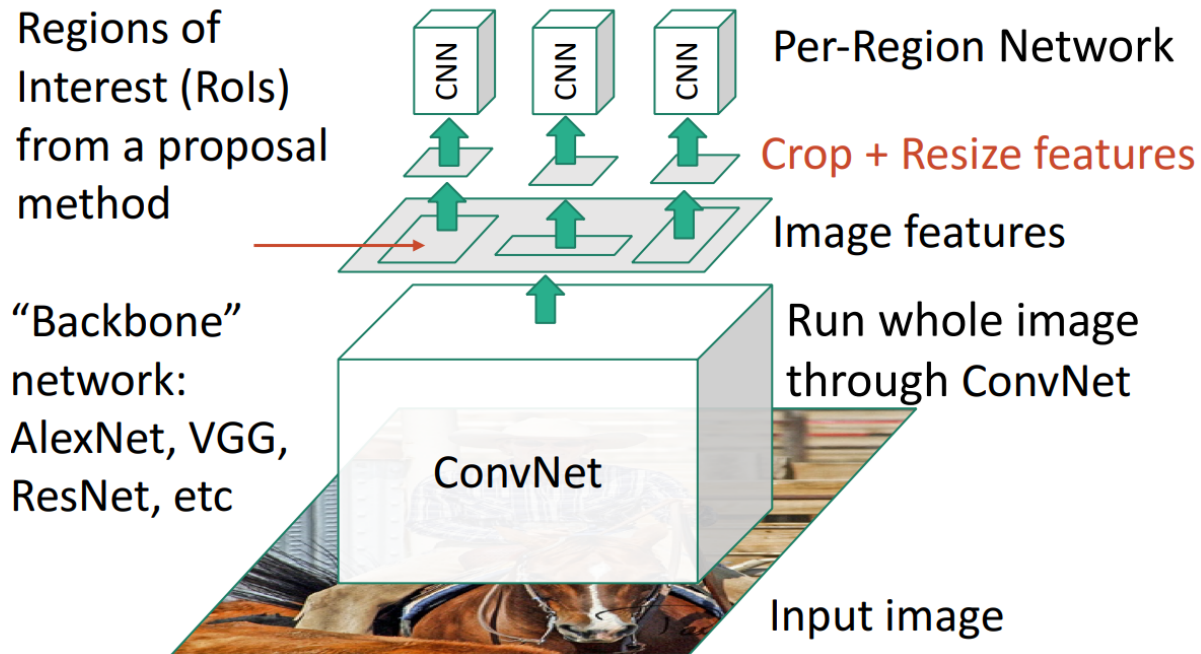 Regions of
Interest (RoIs)
from a proposal
method
CNN
CNN
CNN
Per-Region Network
Crop + Resize features
Image features
"Backbone"
network:
AlexNet, VGG,
ResNet, etc
Run whole image
through ConvNet
ConvNet
Input image